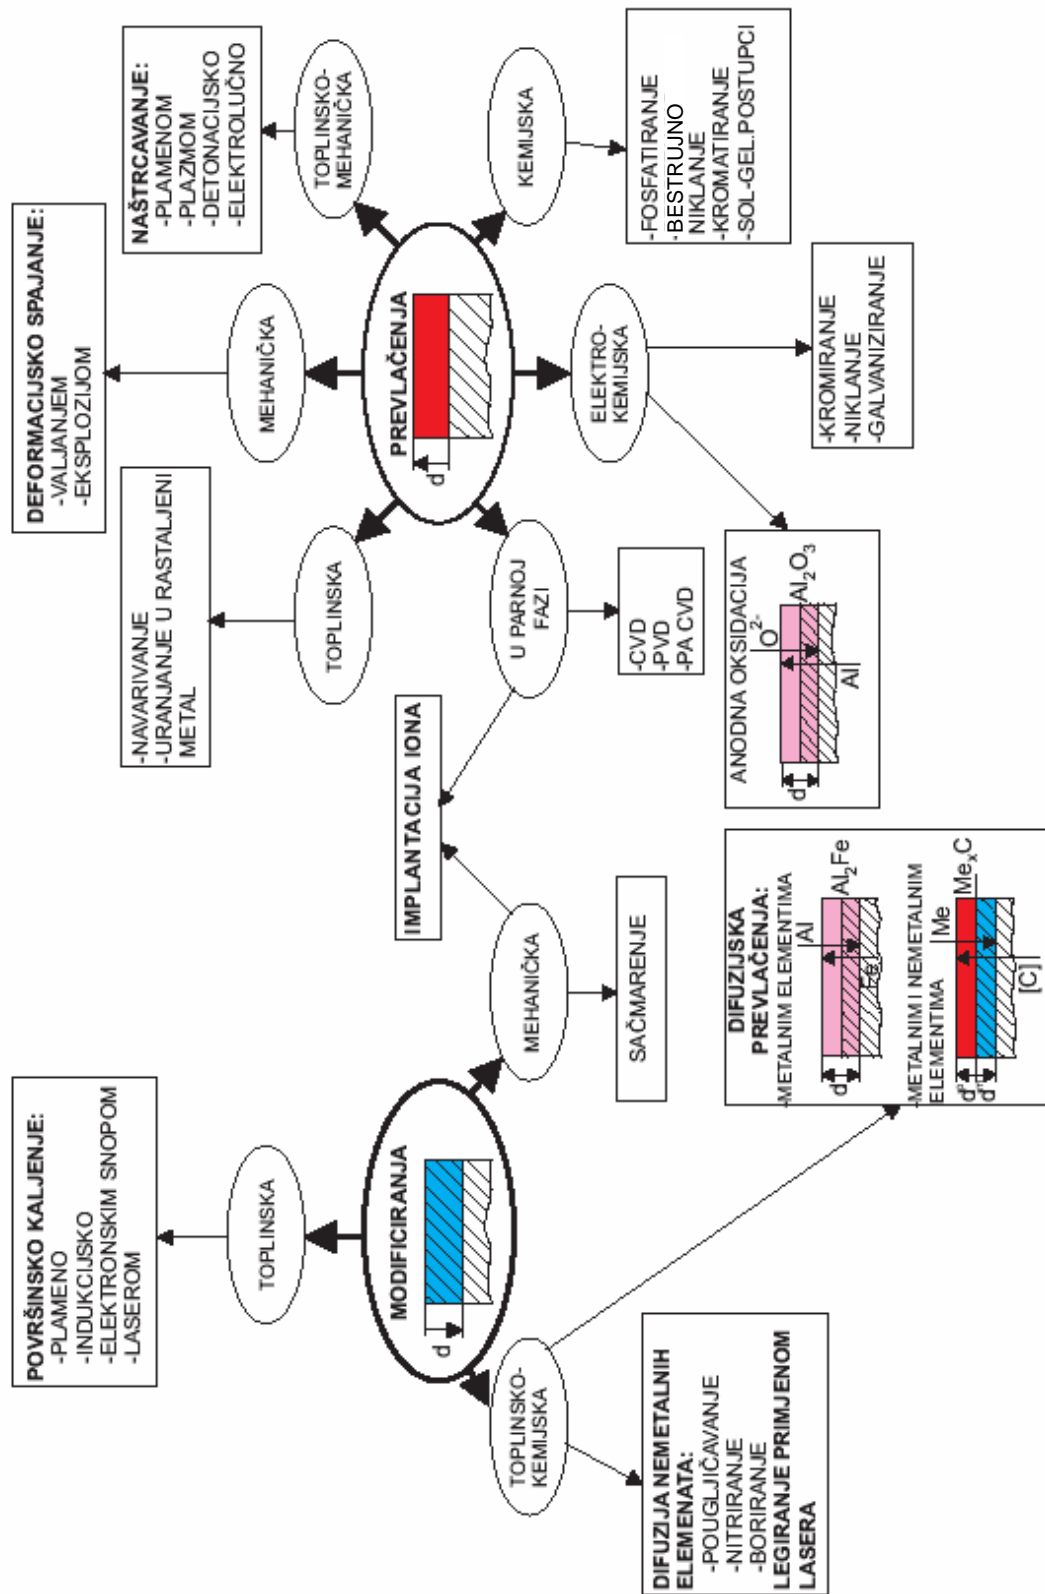 POVRŠINSKO KALJENJE:
-PLAMENO
-INDUKCIJSKO
-ELEKTRONSKIM SNOPOM
-LASEROM
TOPLINSKA
MODIFICIRANJA
d
TOPLINSKO-
KEMIJSKA
MEHANIČKA
DIFUZIJA NEMETALNIH
ELEMENATA:
-POUGLJIČAVANJE
-NITRIRANJE
-BORIRANJE
LEGIRANJE PRIMJENOM
LASERA
SAČMARENJE
IMPLANTACIJA IONA
DIFUZIJSKA
PREVLAČENJA:
-METALNIM ELEMENTIMA
Al
d
Al₂Fe
Fe
-METALNIM I NEMETALNIM
ELEMENTIMA
Me
dᵖ
dᵐ
MeₓC
[C]
DEFORMACIJSKO SPAJANJE:
-VALJANJEM
-EKSPLOZIJOM
-NAVARIVANJE
-URANJANJE U RASTALJENI
METAL
NAŠTRCAVANJE:
-PLAMENOM
-PLAZMOM
-DETONACIJSKO
-ELEKTROLUČNO
TOPLINSKA
MEHANIČKA
TOPLINSKO-
MEHANIČKA
PREVLAČENJA
d
U PARNOJ
FAZI
ELEKTRO-
KEMIJSKA
KEMIJSKA
-CVD
-PVD
-PA CVD
-FOSFATIRANJE
-BESTRUJNO
NIKLANJE
-KROMATIRANJE
-SOL-GEL.POSTUPCI
ANODNA OKSIDACIJA
O²⁻
d
Al₂O₃
Al
-KROMIRANJE
-NIKLANJE
-GALVANIZIRANJE